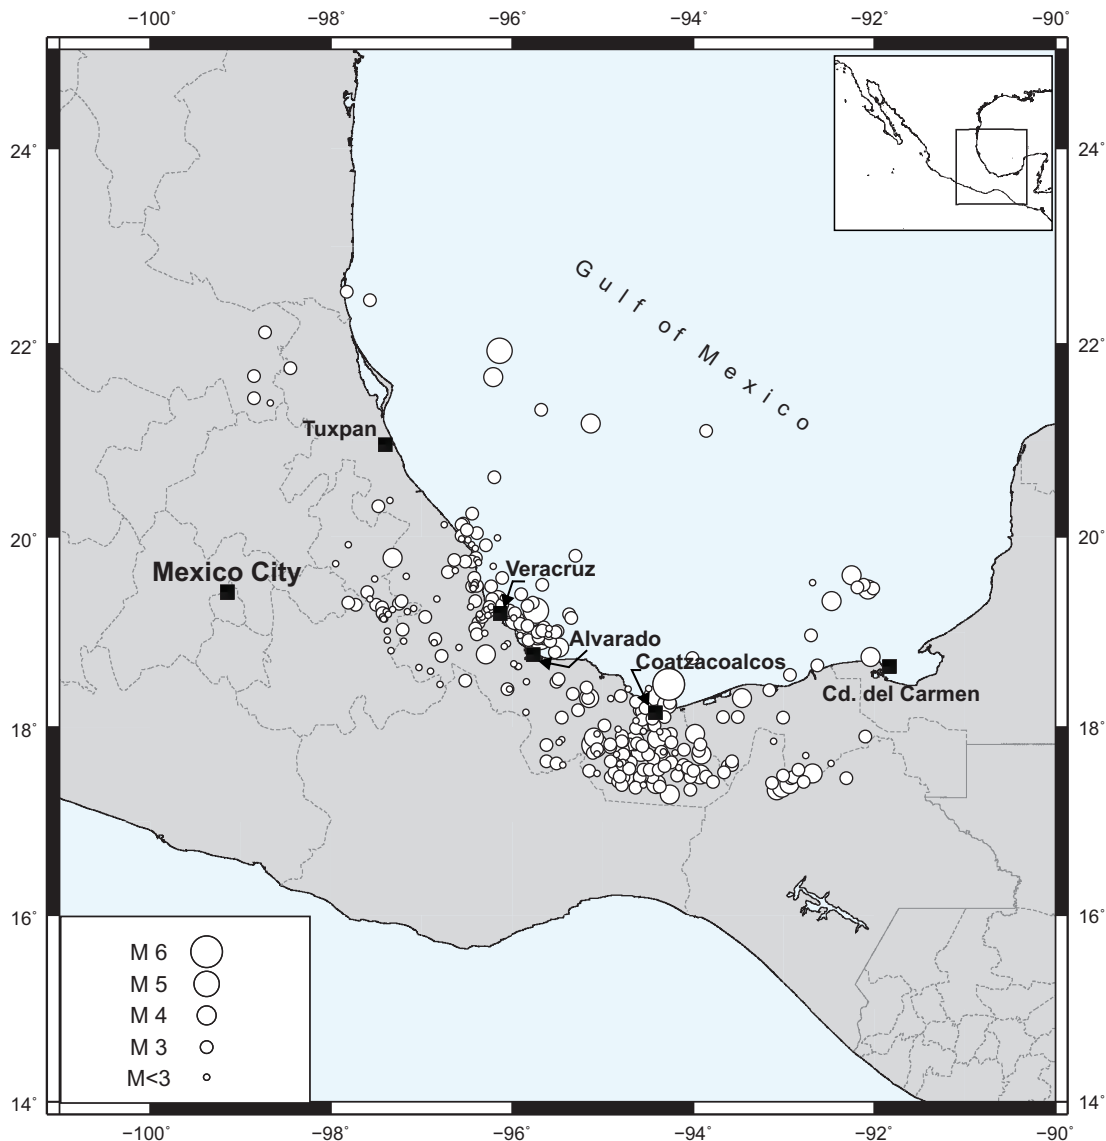 −100˚ −98˚ −96˚ −94˚ −92˚ −90˚
24˚ 24˚
Gulf of Mexico
22˚ 22˚
Tuxpan
20˚ 20˚
Mexico City
Veracruz
Alvarado
Coatzacoalcos
Cd. del Carmen
18˚ 18˚
16˚ 16˚
M 6
M 5
M 4
M 3
M<3
14˚ 14˚
−100˚ −98˚ −96˚ −94˚ −92˚ −90˚